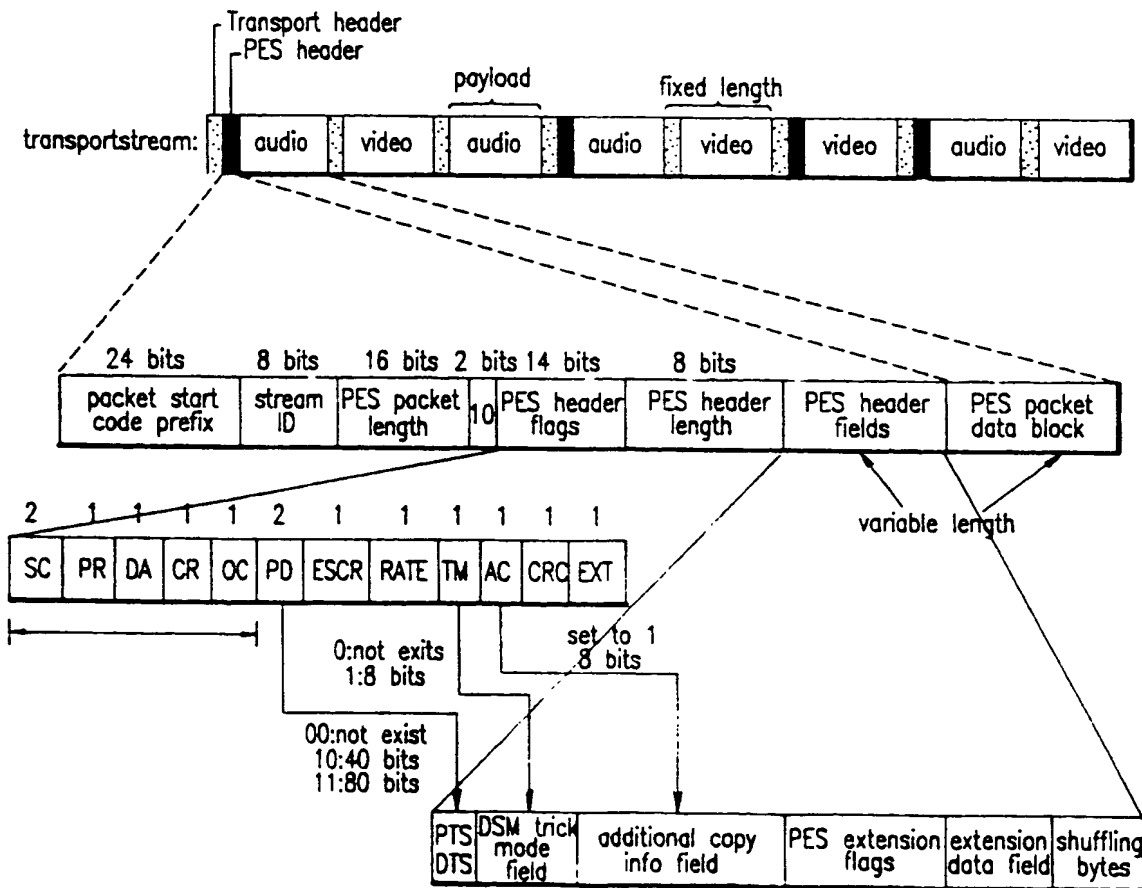 Transport header
PES header
payload
fixed length
transportstream:
audio
video
audio
audio
video
video
audio
video
24 bits
8 bits
16 bits
2 bits
14 bits
8 bits
packet start
code prefix
stream
ID
PES packet
length
10
PES header
flags
PES header
length
PES header
fields
PES packet
data block
variable length
2
1
1
1
1
2
1
1
1
1
1
1
SC
PR
DA
CR
OC
PD
ESCR
RATE
TM
AC
CRC
EXT
0:not exits
1:8 bits
set to 1
8 bits
00:not exist
10:40 bits
11:80 bits
PTS
DTS
DSM trick
mode
field
additional copy
info field
PES extension
flags
extension
data field
shuffling
bytes